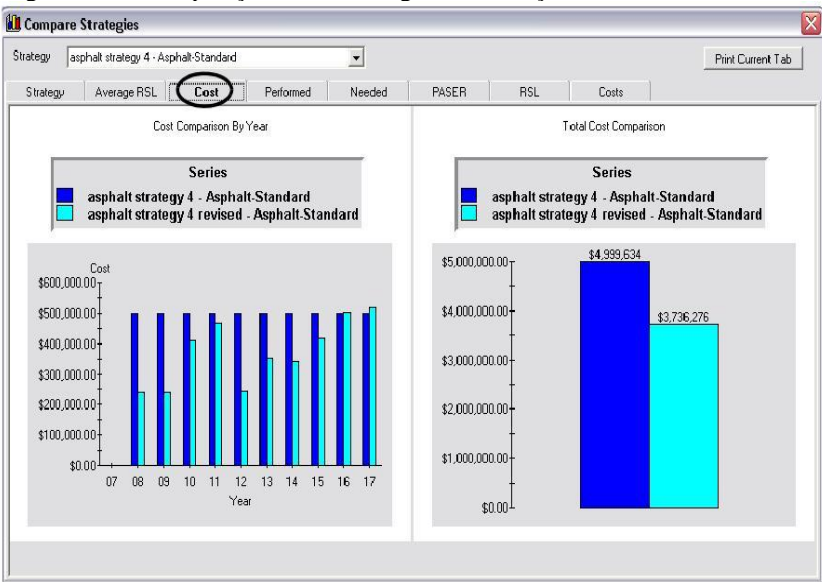 Compare Strategies
Strategy asphalt strategy 4 - Asphalt-Standard Print Current Tab
Strategy Average RSL Cost Performed Needed PASER RSL Costs
Cost Comparison By Year
Series
asphalt strategy 4 - Asphalt-Standard
asphalt strategy 4 revised - Asphalt-Standard
Cost
$600,000.00
$500,000.00
$400,000.00
$300,000.00
$200,000.00
$100,000.00
$0.00
07 08 09 10 11 12 13 14 15 16 17
Year
Total Cost Comparison
Series
asphalt strategy 4 - Asphalt-Standard
asphalt strategy 4 revised - Asphalt-Standard
$4,999,634
$5,000,000.00
$4,000,000.00
$3,736,276
$3,000,000.00
$2,000,000.00
$1,000,000.00
$0.00